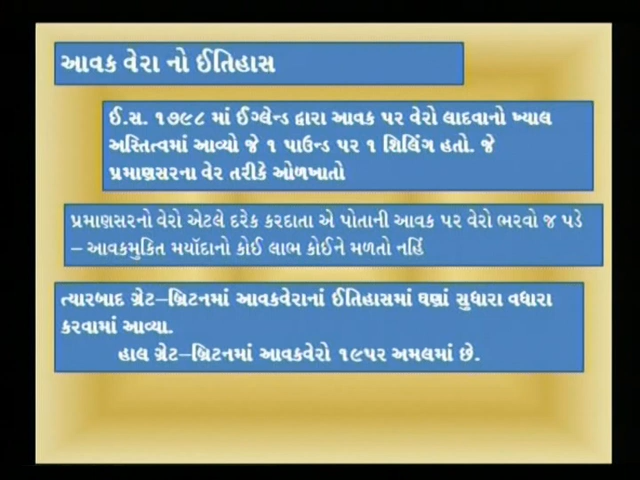 આવક વેરા નો ઈતિહાસ
ઈ.સ. ૧૭૯૮ માં ઈગ્લેન્ડ દ્વારા આવક પર વેરો લાદવાનો ખ્યાલ
અસ્તિત્વમાં આવ્યો જે ૧ પાઉન્ડ પર ૧ શિલિંગ હતો. જે
પ્રમાણસરના વેર તરીકે ઓળખાતો
પ્રમાણસરનો વેરો એટલે દરેક કરદાતા એ પોતાની આવક પર વેરો ભરવો જ પડે
– આવકમુકિત મર્યાદાનો કોઈ લાભ કોઈને મળતો નહિં
ત્યારબાદ ગ્રેટ–બ્રિટનમાં આવકવેરાનાં ઈતિહાસમાં ઘણાં સુધારા વધારા
કરવામાં આવ્યા.
હાલ ગ્રેટ–બ્રિટનમાં આવકવેરો ૧૯૫૨ અમલમાં છે.